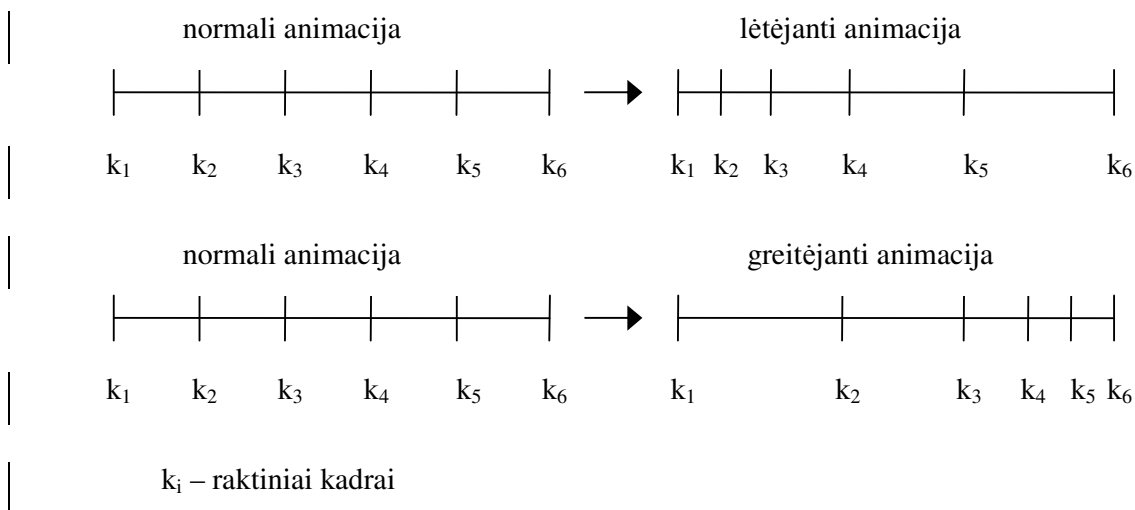 normali animacija lėtėjanti animacija
k₁ k₂ k₃ k₄ k₅ k₆ k₁ k₂ k₃ k₄ k₅ k₆
normali animacija greitėjanti animacija
k₁ k₂ k₃ k₄ k₅ k₆ k₁ k₂ k₃ k₄ k₅ k₆
kᵢ – raktiniai kadrai